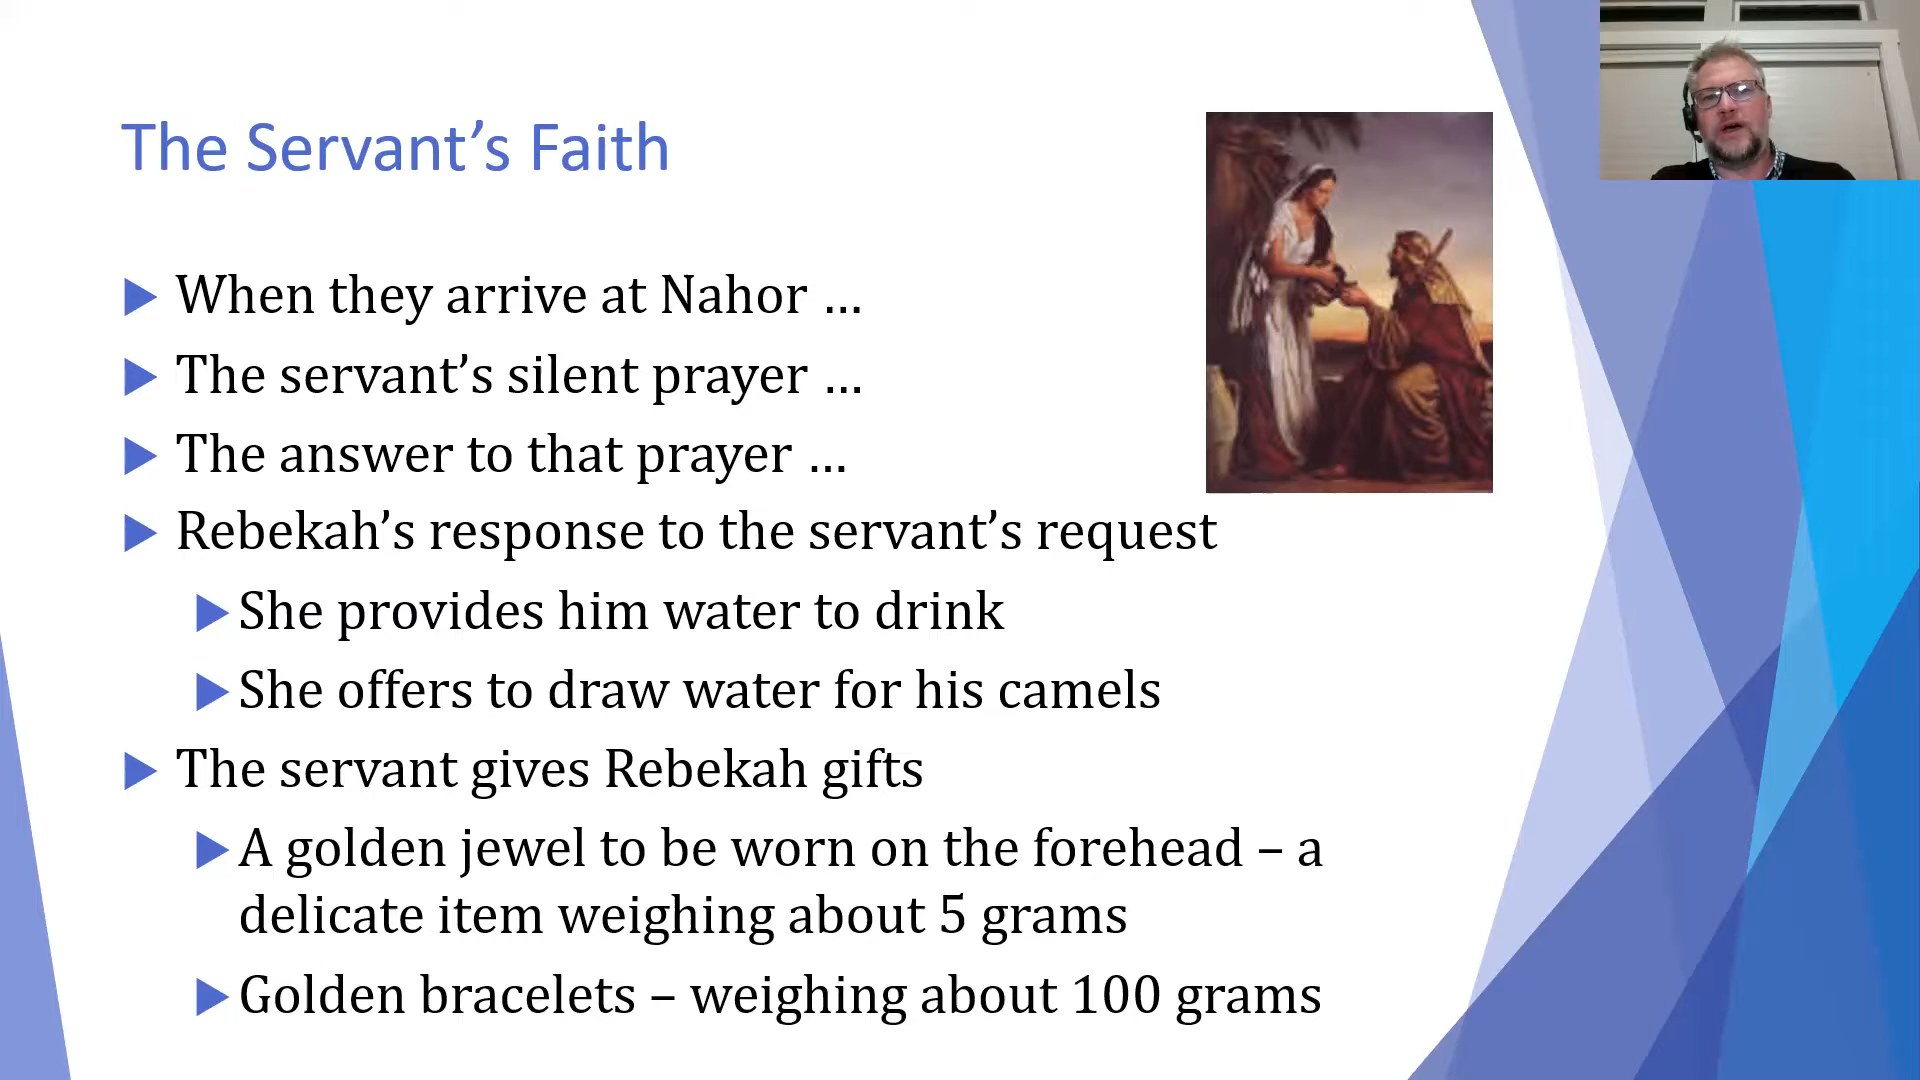 The Servant’s Faith
When they arrive at Nahor …
The servant’s silent prayer …
The answer to that prayer …
Rebekah’s response to the servant’s request
She provides him water to drink
She offers to draw water for his camels
The servant gives Rebekah gifts
A golden jewel to be worn on the forehead – a
delicate item weighing about 5 grams
Golden bracelets – weighing about 100 grams